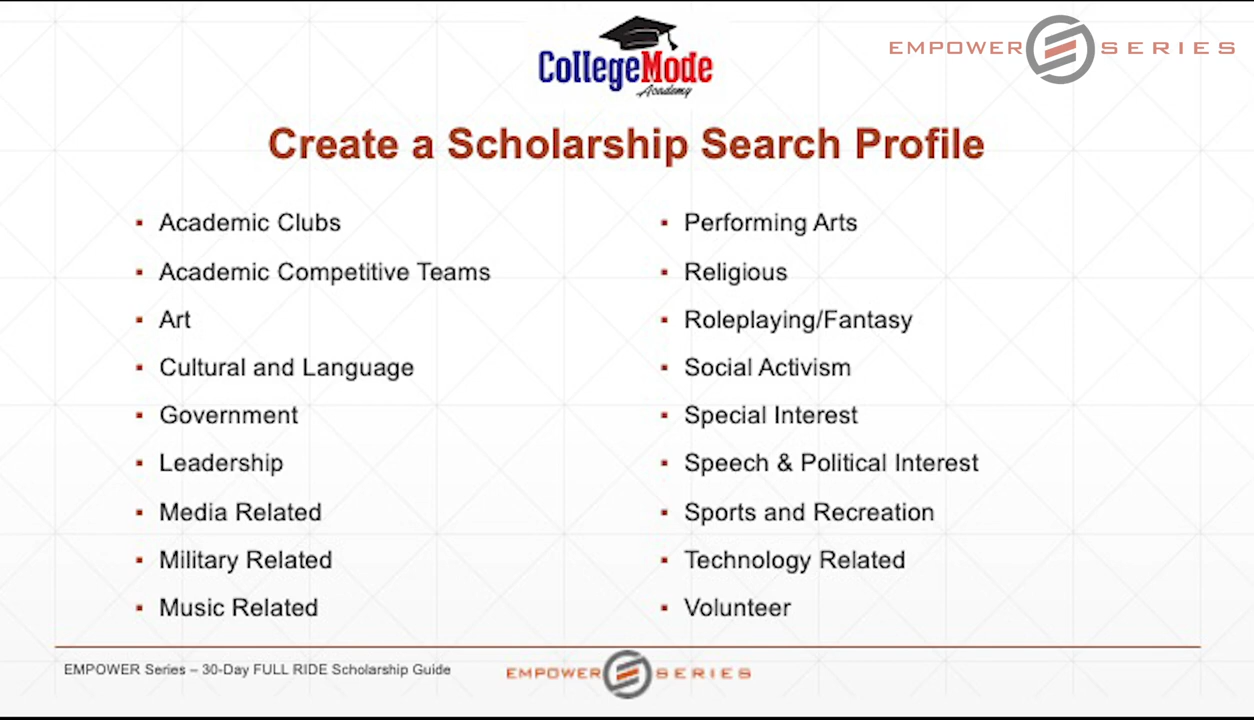 CollegeMode
Academy
EMPOWER SERIES
Create a Scholarship Search Profile
▪ Academic Clubs
▪ Academic Competitive Teams
▪ Art
▪ Cultural and Language
▪ Government
▪ Leadership
▪ Media Related
▪ Military Related
▪ Music Related
▪ Performing Arts
▪ Religious
▪ Roleplaying/Fantasy
▪ Social Activism
▪ Special Interest
▪ Speech & Political Interest
▪ Sports and Recreation
▪ Technology Related
▪ Volunteer
EMPOWER Series – 30-Day FULL RIDE Scholarship Guide
EMPOWER SERIES